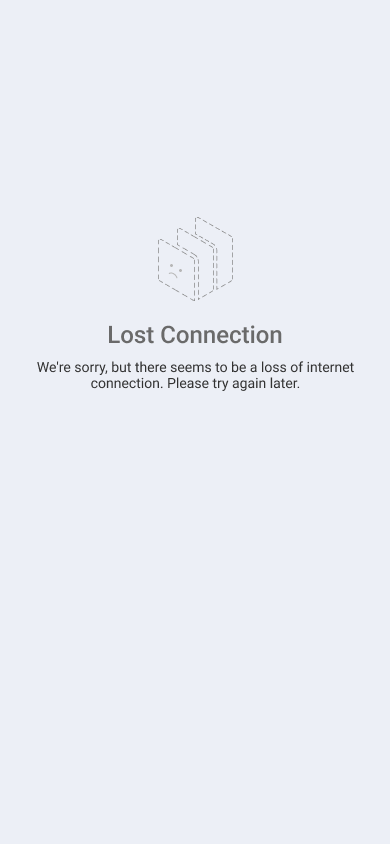 Lost Connection
We're sorry, but there seems to be a loss of internet
connection. Please try again later.